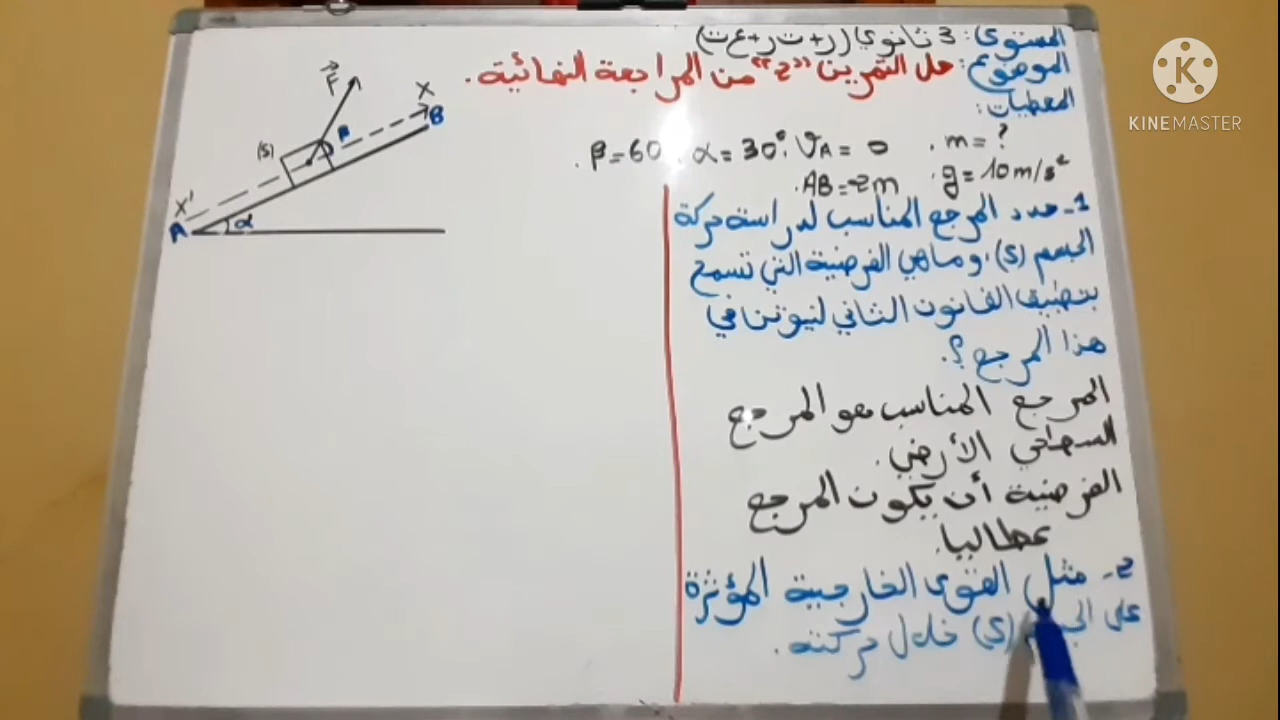 المستوى: 3 ثانوي (ر+ت ر+ع ت)
الموضوع: حل التمرين "2" من المراجعة النهائية.
المعطيات:
m = ? . V_A = 0 . α = 30° . β = 60 .
g = 10 m/s² . AB = 2m .
1- حدد المرجع المناسب لدراسة حركة
الجسم (S)، وماهي الفرضية التي تسمح
بتطبيق القانون الثاني لنيوتن في
هذا المرجع؟.
المرجع المناسب هو المرجع
السطحي الأرضي.
الفرضية أن يكون المرجع
عطاليا.
2- مثل القوى الخارجية المؤثرة
على الجسم (S) خلال حركته.
F
X
B
β
(S)
X'
A
α
K
KINEMASTER